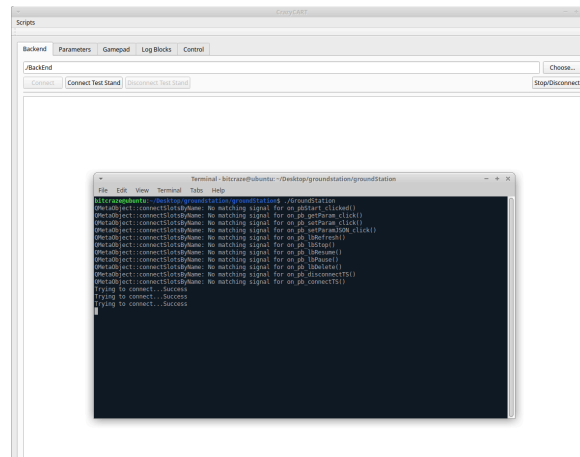 CrazyCART
Scripts
Backend Parameters Gamepad Log Blocks Control
./BackEnd Choose...
Connect Connect Test Stand Disconnect Test Stand Stop/Disconnect
Terminal - bitcraze@ubuntu: ~/Desktop/groundstation/groundStation
File Edit View Terminal Tabs Help
bitcraze@ubuntu:~/Desktop/groundstation/groundStation$ ./GroundStation
QMetaObject::connectSlotsByName: No matching signal for on_pbStart_clicked()
QMetaObject::connectSlotsByName: No matching signal for on_pb_getParam_click()
QMetaObject::connectSlotsByName: No matching signal for on_pb_setParam_click()
QMetaObject::connectSlotsByName: No matching signal for on_pb_setParamJSON_click()
QMetaObject::connectSlotsByName: No matching signal for on_pb_lbRefresh()
QMetaObject::connectSlotsByName: No matching signal for on_pb_lbStop()
QMetaObject::connectSlotsByName: No matching signal for on_pb_lbResume()
QMetaObject::connectSlotsByName: No matching signal for on_pb_lbPause()
QMetaObject::connectSlotsByName: No matching signal for on_pb_lbDelete()
QMetaObject::connectSlotsByName: No matching signal for on_pb_disconnectTS()
QMetaObject::connectSlotsByName: No matching signal for on_pb_connectTS()
Trying to connect...Success
Trying to connect...Success
Trying to connect...Success